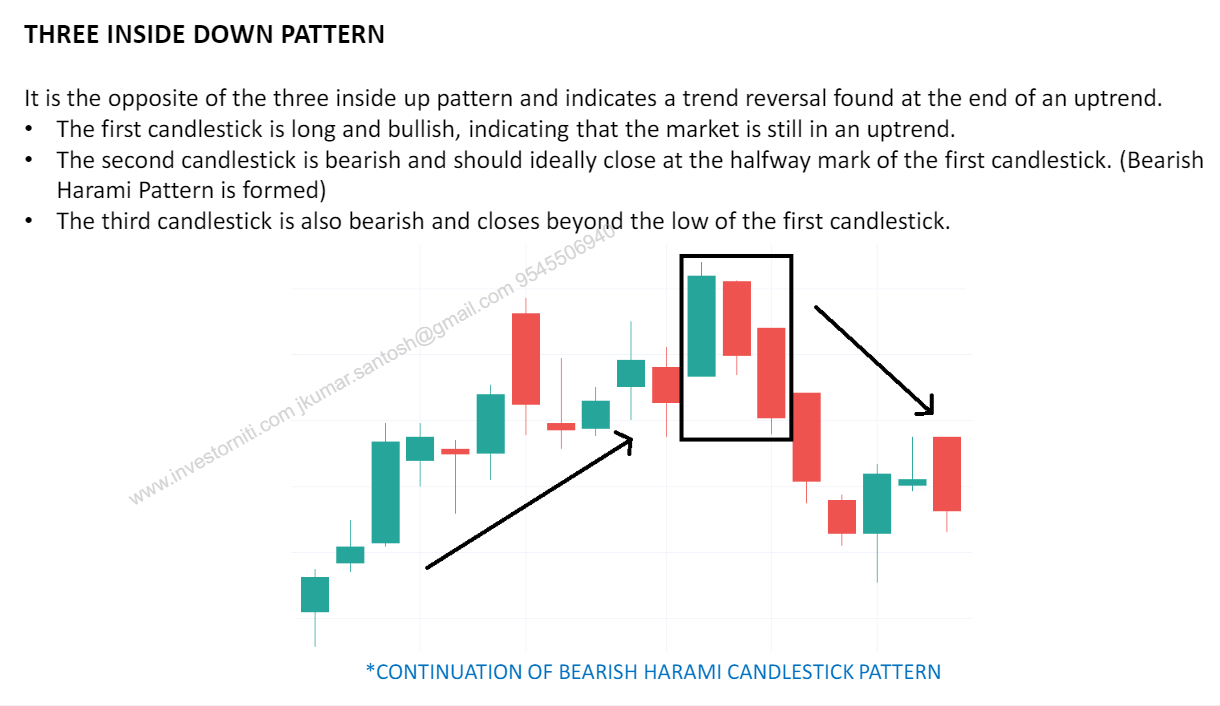 THREE INSIDE DOWN PATTERN
It is the opposite of the three inside up pattern and indicates a trend reversal found at the end of an uptrend.
• The first candlestick is long and bullish, indicating that the market is still in an uptrend.
• The second candlestick is bearish and should ideally close at the halfway mark of the first candlestick. (Bearish
Harami Pattern is formed)
• The third candlestick is also bearish and closes beyond the low of the first candlestick.
www.investorniti.com jkumar.santosh@gmail.com 9545506940
*CONTINUATION OF BEARISH HARAMI CANDLESTICK PATTERN